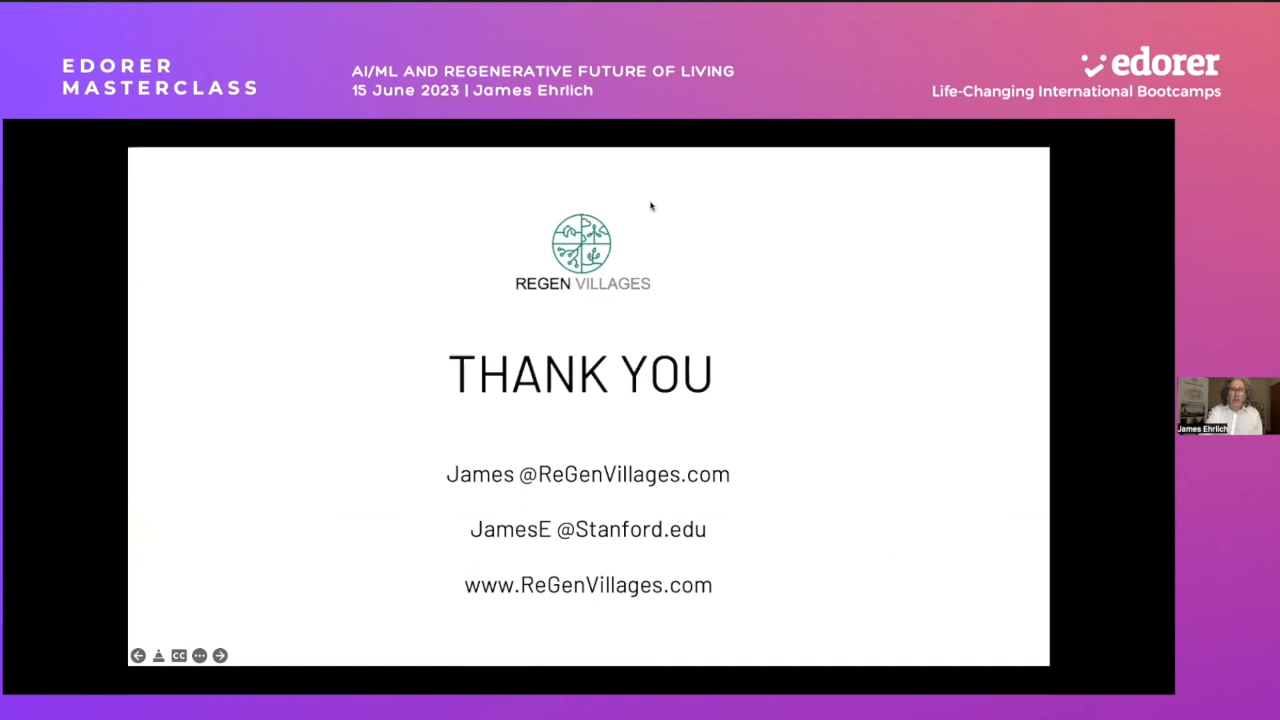 EDORER
MASTERCLASS
AI/ML AND REGENERATIVE FUTURE OF LIVING
15 June 2023 | James Ehrlich
edorer
Life-Changing International Bootcamps
REGEN VILLAGES
THANK YOU
James @ReGenVillages.com
JamesE @Stanford.edu
www.ReGenVillages.com
James Ehrlich
CC